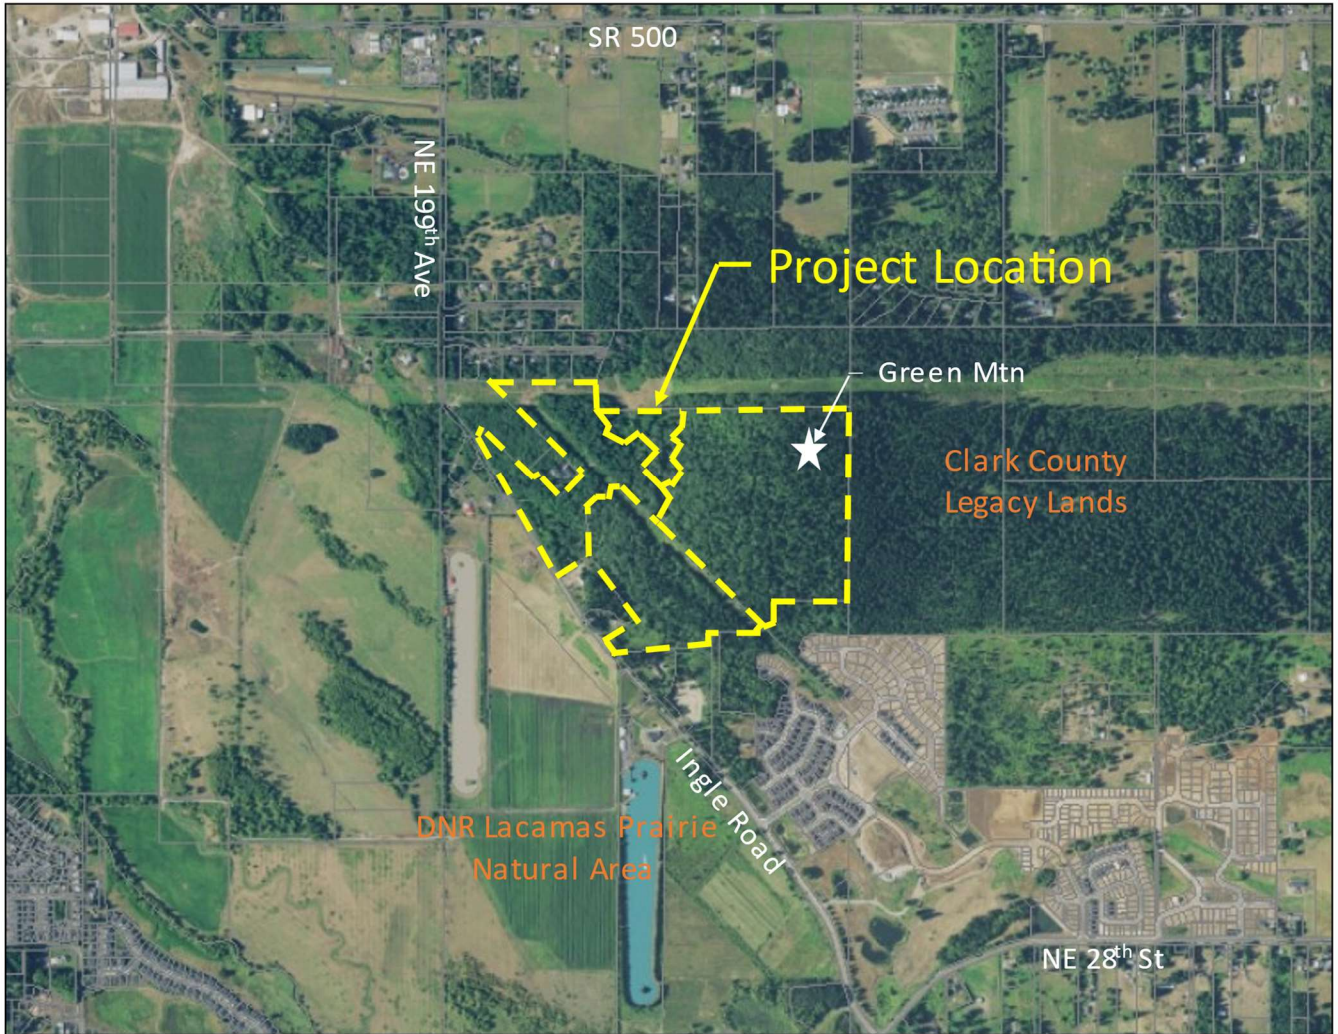 SR 500
NE 199th Ave
Project Location
Green Mtn
Clark County
Legacy Lands
Ingle Road
DNR Lacamas Prairie
Natural Area
NE 28th St